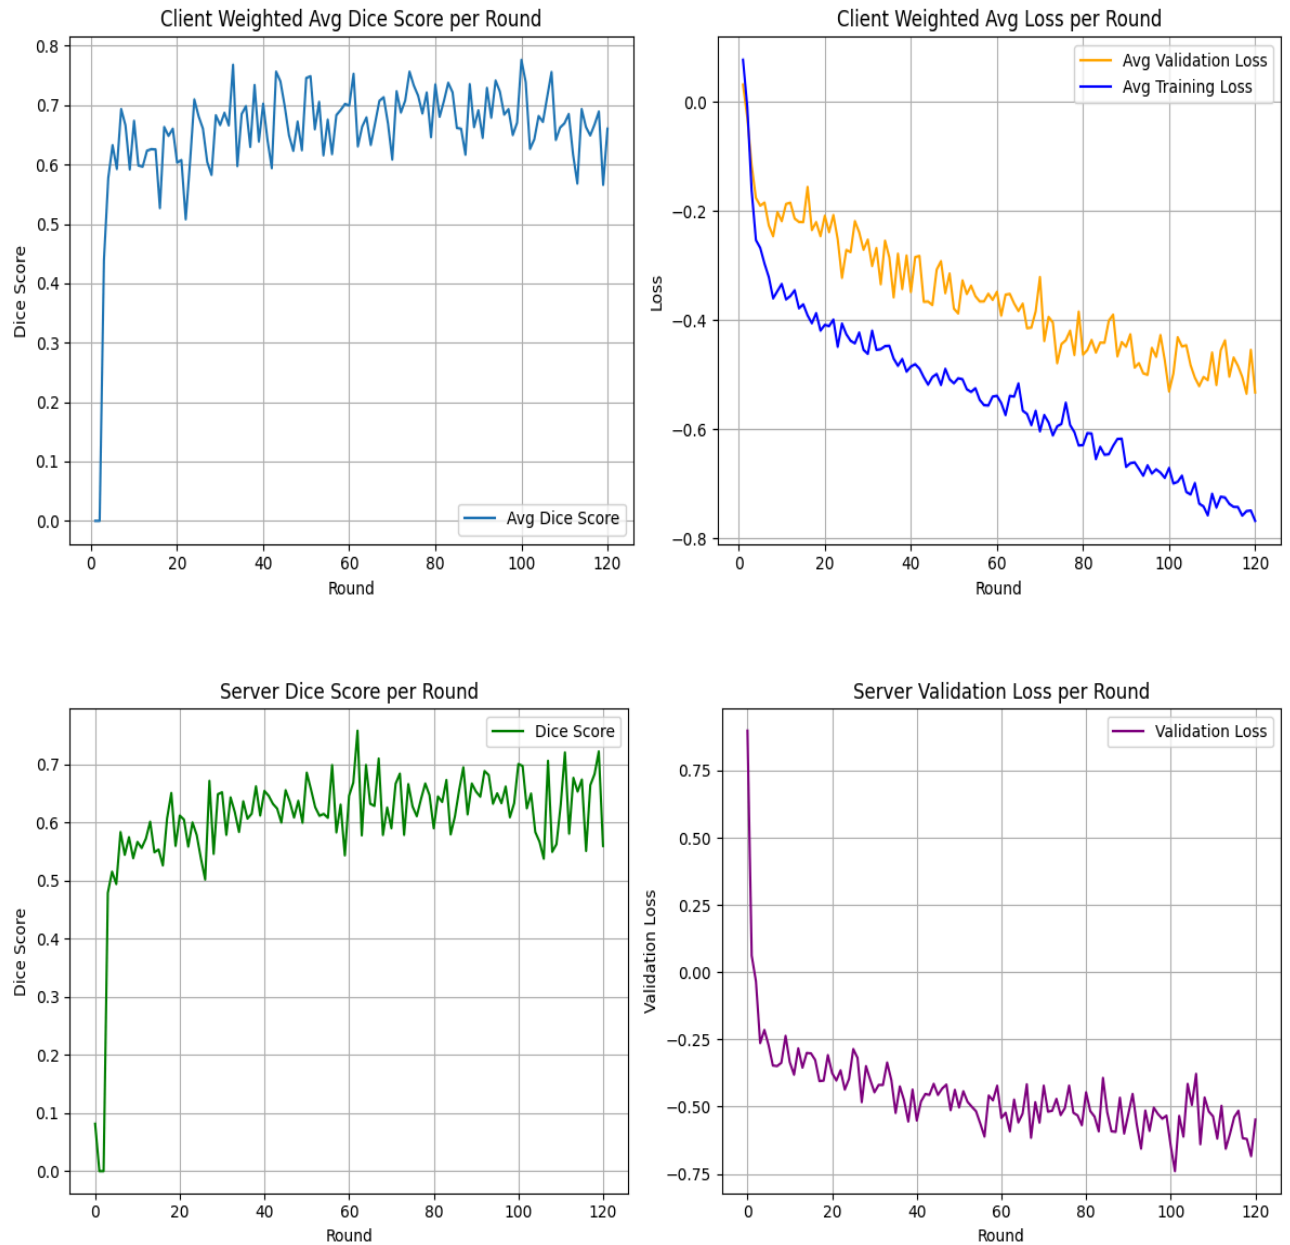 Client Weighted Avg Dice Score per Round
0.8
0.7
0.6
0.5
0.4
0.3
0.2
0.1
0.0
Dice Score
Avg Dice Score
0 20 40 60 80 100 120
Round
Client Weighted Avg Loss per Round
Avg Validation Loss
Avg Training Loss
0.0
−0.2
−0.4
−0.6
−0.8
Loss
0 20 40 60 80 100 120
Round
Server Dice Score per Round
Dice Score
0.7
0.6
0.5
0.4
0.3
0.2
0.1
0.0
Dice Score
0 20 40 60 80 100 120
Round
Server Validation Loss per Round
Validation Loss
0.75
0.50
0.25
0.00
−0.25
−0.50
−0.75
Validation Loss
0 20 40 60 80 100 120
Round